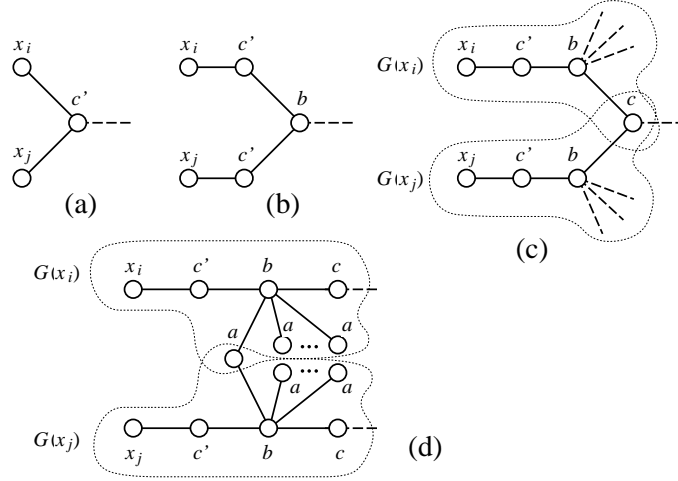 x_i
c'
x_j
(a)
x_i c'
b
x_j c'
(b)
G(x_i) x_i c' b
c
G(x_j) x_j c' b
(c)
G(x_i) x_i c' b c
a a a
...
...
a a
G(x_j) x_j c' b c
(d)